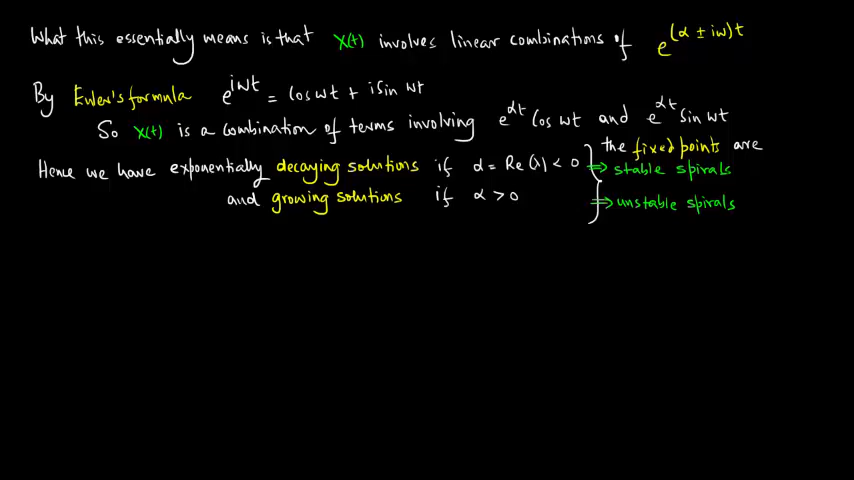 What this essentially means is that X(t) involves linear combinations of e^(α ± iω)t
By Euler's formula e^iωt = cos ωt + i sin ωt
So X(t) is a combination of terms involving e^αt cos ωt and e^αt sin ωt
Hence we have exponentially decaying solutions if α = Re(λ) < 0
and growing solutions if α > 0
the fixed points are
⇒ stable spirals
⇒ unstable spirals